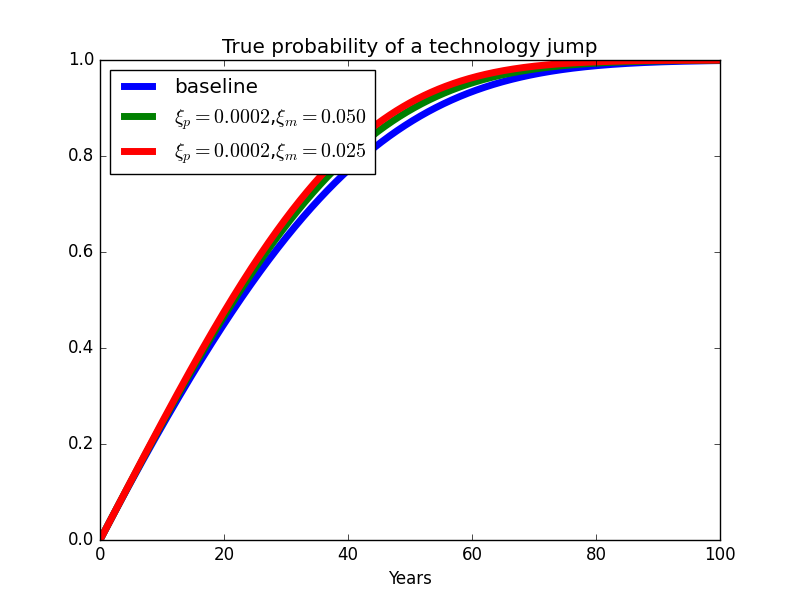 True probability of a technology jump
1.0
baseline
ξₚ = 0.0002,ξₘ = 0.050
ξₚ = 0.0002,ξₘ = 0.025
0.8
0.6
0.4
0.2
0.0
0 20 40 60 80 100
Years